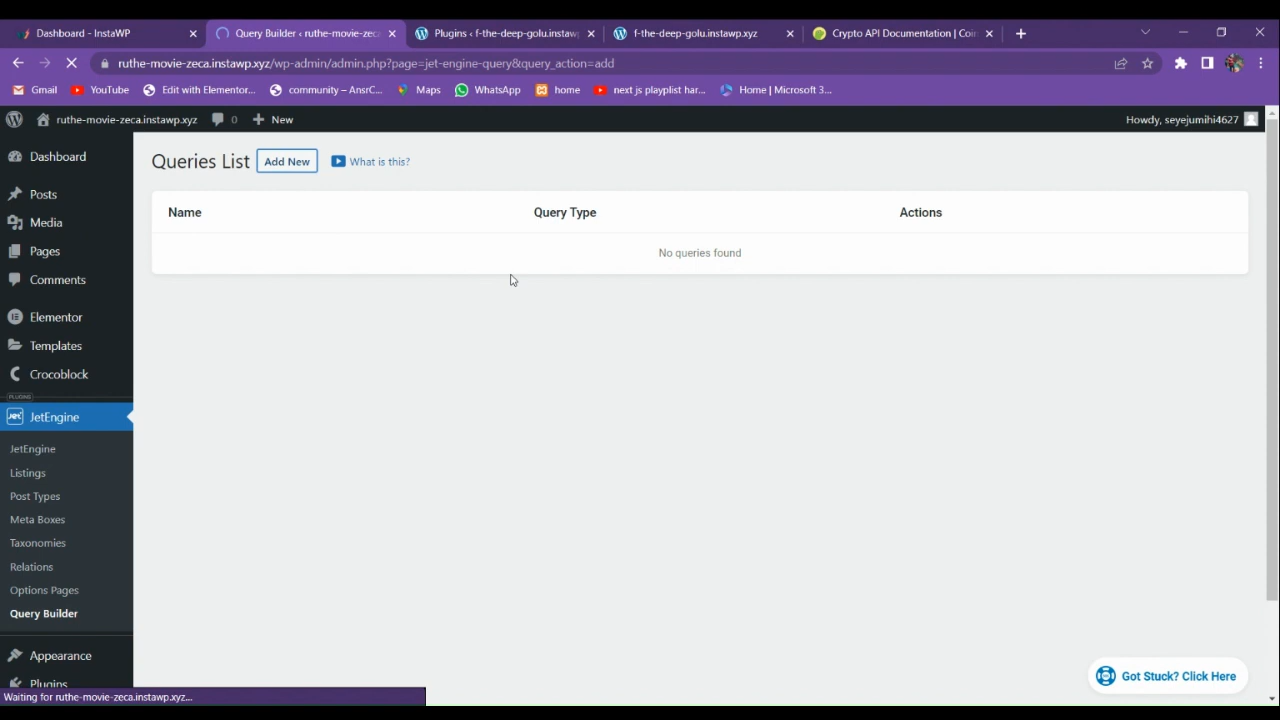 Dashboard - InstaWP
Query Builder ‹ ruthe-movie-zeca
Plugins ‹ f-the-deep-golu.instaw
f-the-deep-golu.instawp.xyz
Crypto API Documentation | Coin
ruthe-movie-zeca.instawp.xyz/wp-admin/admin.php?page=jet-engine-query&query_action=add
Gmail
YouTube
Edit with Elementor...
community – AnsrC...
Maps
WhatsApp
home
next js playlist har...
Home | Microsoft 3...
ruthe-movie-zeca.instawp.xyz
0
New
Howdy, seyejumihi4627
Dashboard
Posts
Media
Pages
Comments
Elementor
Templates
Crocoblock
PLUGINS
JetEngine
JetEngine
Listings
Post Types
Meta Boxes
Taxonomies
Relations
Options Pages
Query Builder
Appearance
Plugins
Queries List
Add New
What is this?
Name
Query Type
Actions
No queries found
Got Stuck? Click Here
Waiting for ruthe-movie-zeca.instawp.xyz...